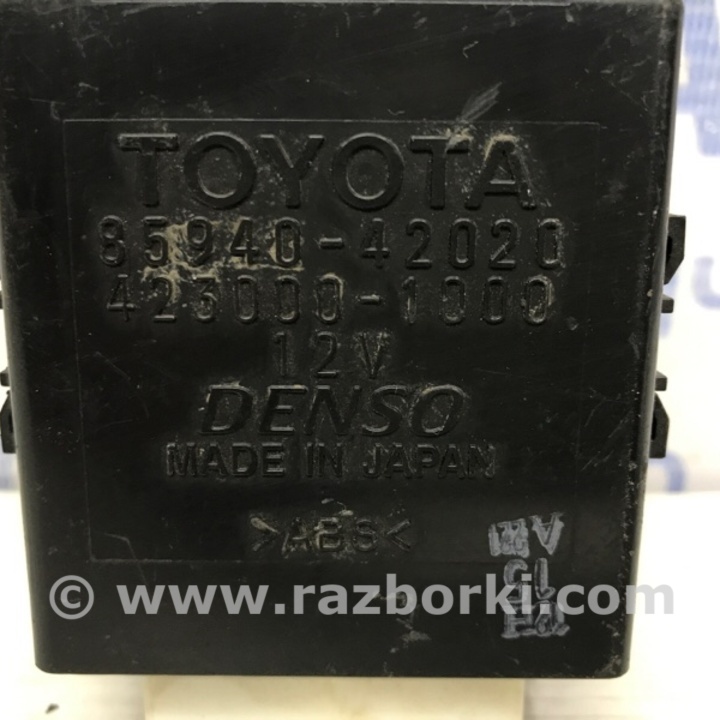 TOYOTA
85940-42020
423000-1000
12V
DENSO
MADE IN JAPAN
>ABS<
© www.razborki.com